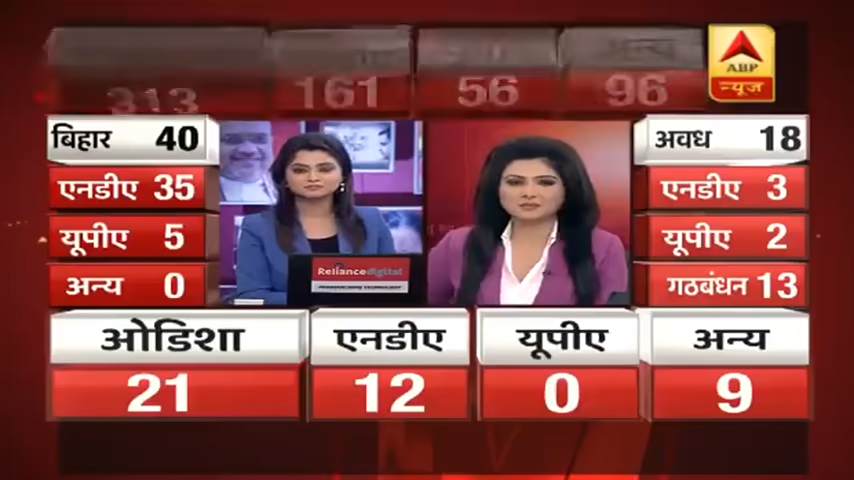 313 161 56 96
अन्य
ABP
न्यूज़
बिहार 40
एनडीए 35
यूपीए 5
अन्य 0
Reliance digital
अवध 18
एनडीए 3
यूपीए 2
गठबंधन 13
ओडिशा एनडीए यूपीए अन्य
21 12 0 9